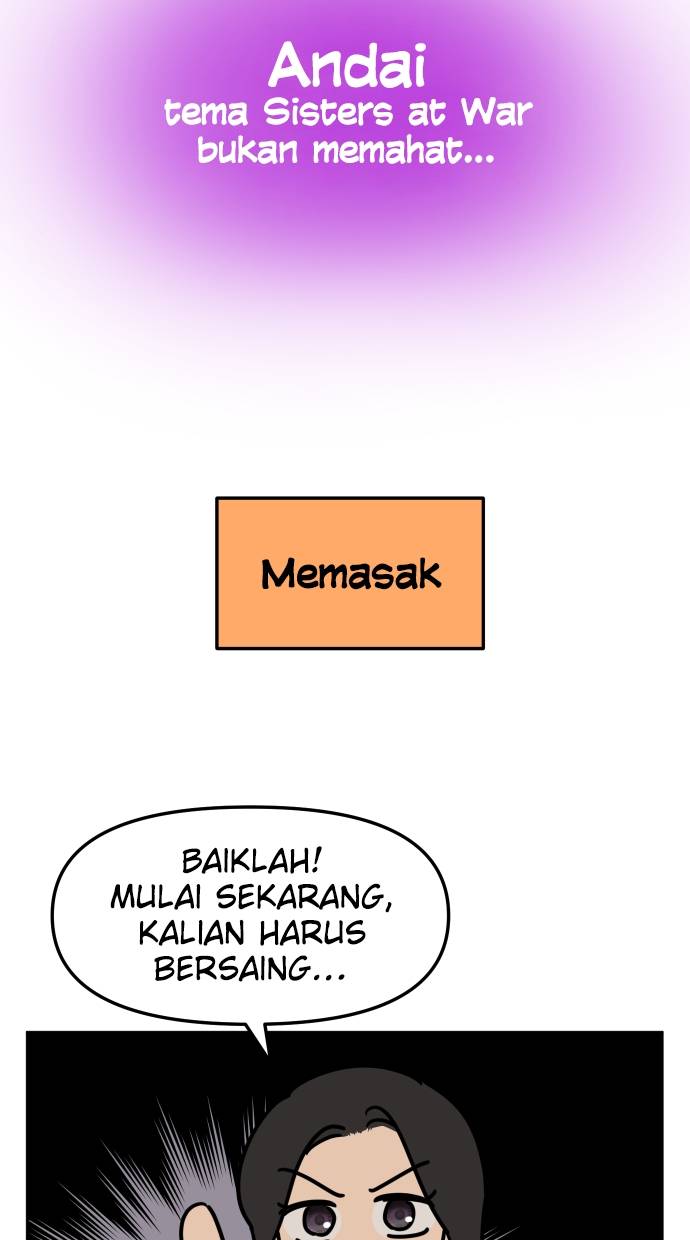 Andai
tema Sisters at War
bukan memahat...
Memasak
BAIKLAH!
MULAI SEKARANG,
KALIAN HARUS
BERSAING...